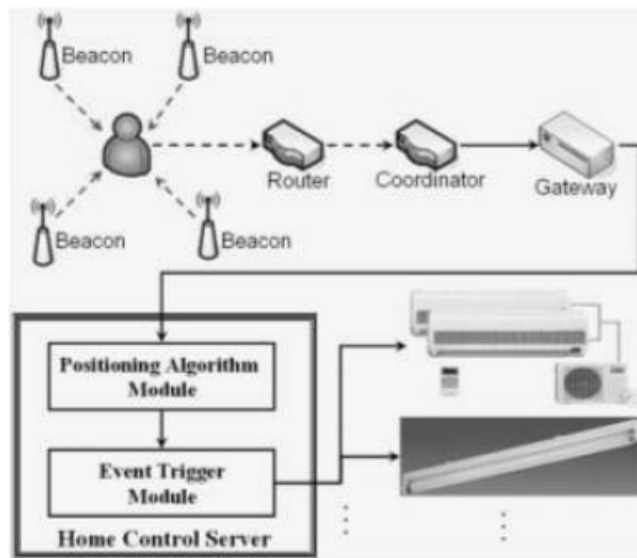 Beacon
Beacon
Router
Coordinator
Gateway
Beacon
Beacon
Positioning Algorithm
Module
Event Trigger
Module
Home Control Server